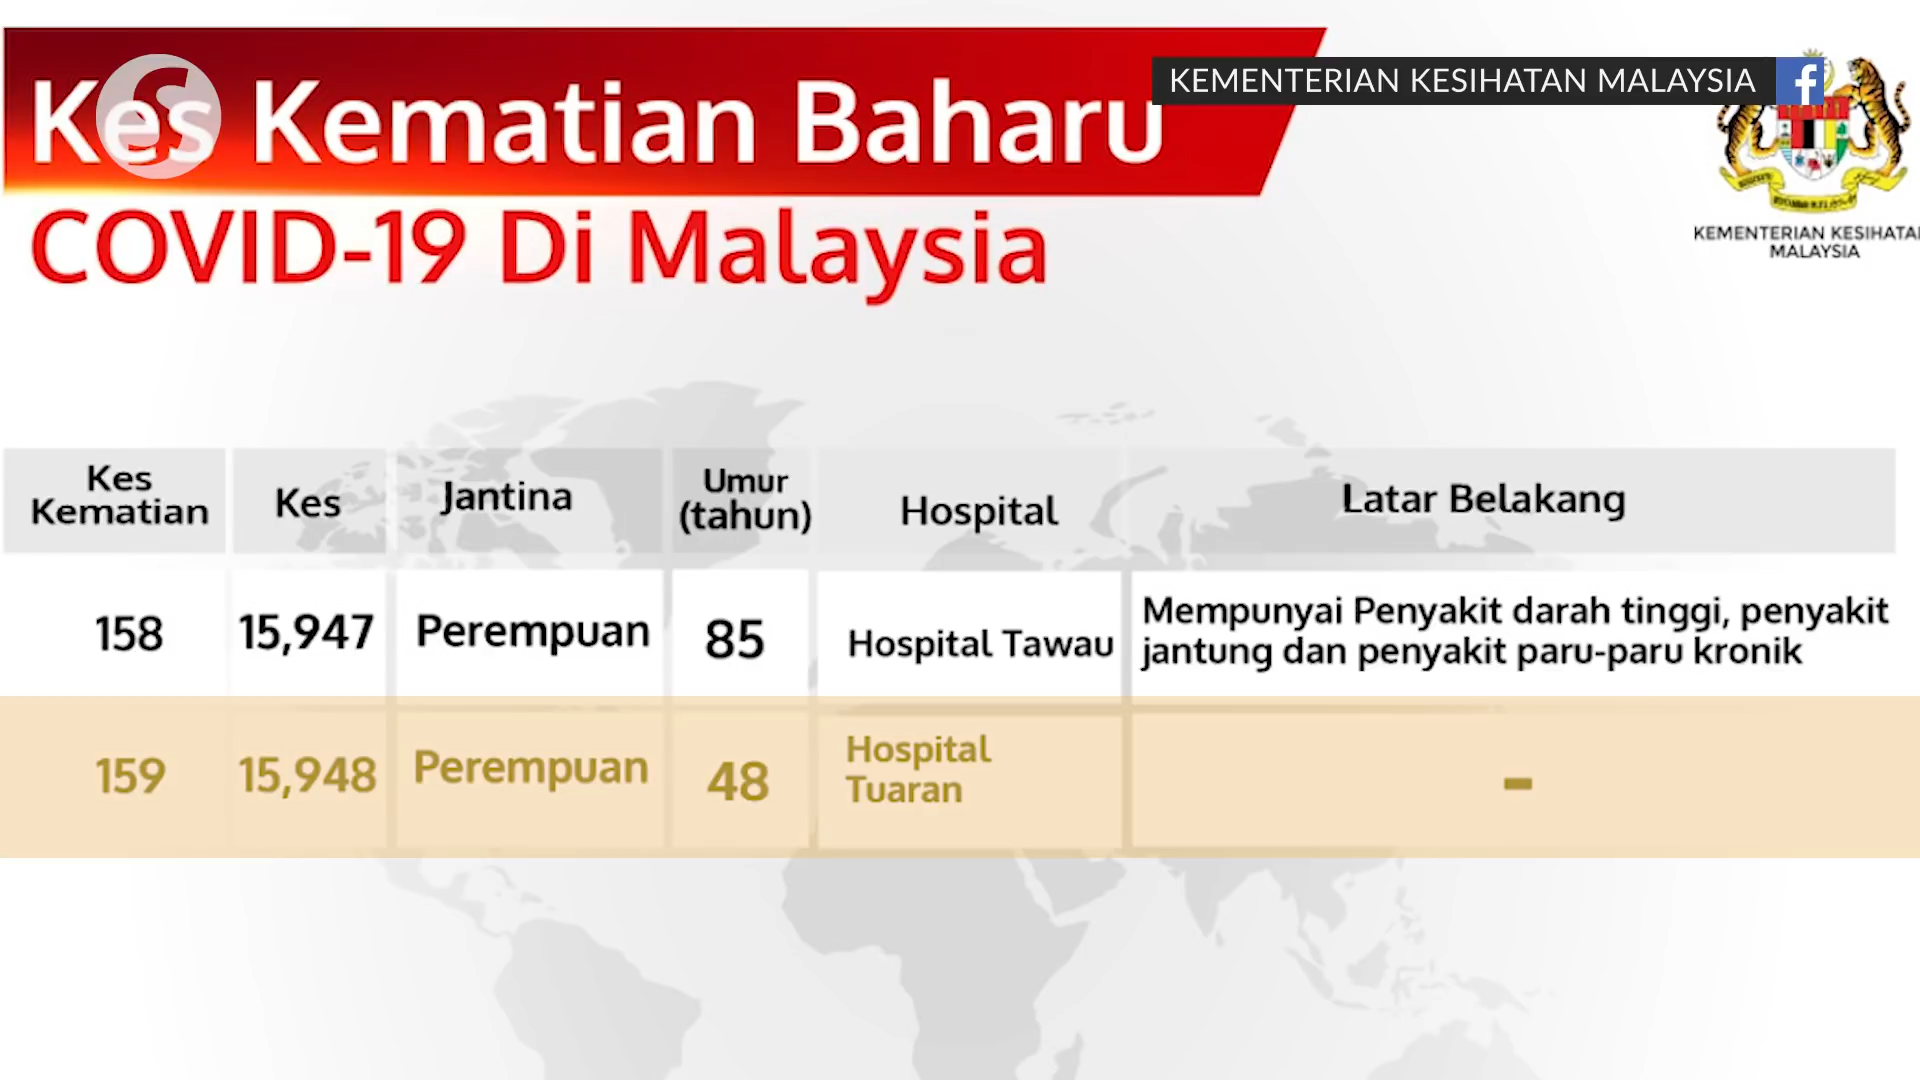 KEMENTERIAN KESIHATAN MALAYSIA
Kes Kematian Baharu
COVID-19 Di Malaysia
KEMENTERIAN KESIHATAN
MALAYSIA
Kes Kematian
Kes
Jantina
Umur (tahun)
Hospital
Latar Belakang
158
15,947
Perempuan
85
Hospital Tawau
Mempunyai Penyakit darah tinggi, penyakit
jantung dan penyakit paru-paru kronik
159
15,948
Perempuan
48
Hospital
Tuaran
-